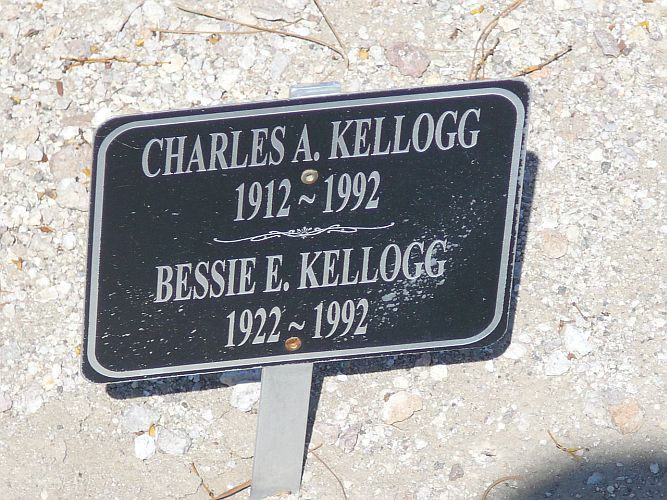 CHARLES A. KELLOGG
1912 ~ 1992
BESSIE E. KELLOGG
1922 ~ 1992